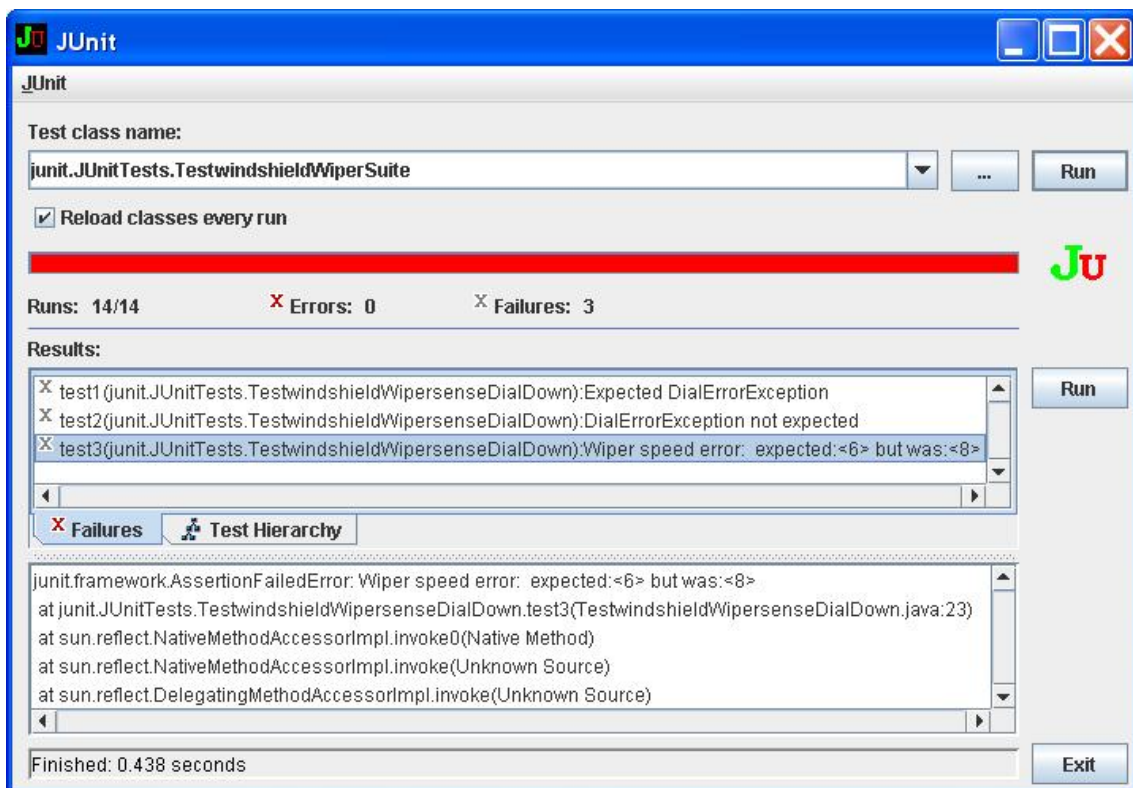 JU JUnit
JUnit
Test class name:
junit.JUnitTests.TestwindshieldWiperSuite
...
Run
Reload classes every run
JU
Runs: 14/14 X Errors: 0 X Failures: 3
Results:
X test1(junit.JUnitTests.TestwindshieldWipersenseDialDown):Expected DialErrorException
X test2(junit.JUnitTests.TestwindshieldWipersenseDialDown):DialErrorException not expected
X test3(junit.JUnitTests.TestwindshieldWipersenseDialDown):Wiper speed error:  expected:<6> but was:<8>
Run
X Failures
Test Hierarchy
junit.framework.AssertionFailedError: Wiper speed error:  expected:<6> but was:<8>
at junit.JUnitTests.TestwindshieldWipersenseDialDown.test3(TestwindshieldWipersenseDialDown.java:23)
at sun.reflect.NativeMethodAccessorImpl.invoke0(Native Method)
at sun.reflect.NativeMethodAccessorImpl.invoke(Unknown Source)
at sun.reflect.DelegatingMethodAccessorImpl.invoke(Unknown Source)
Finished: 0.438 seconds
Exit